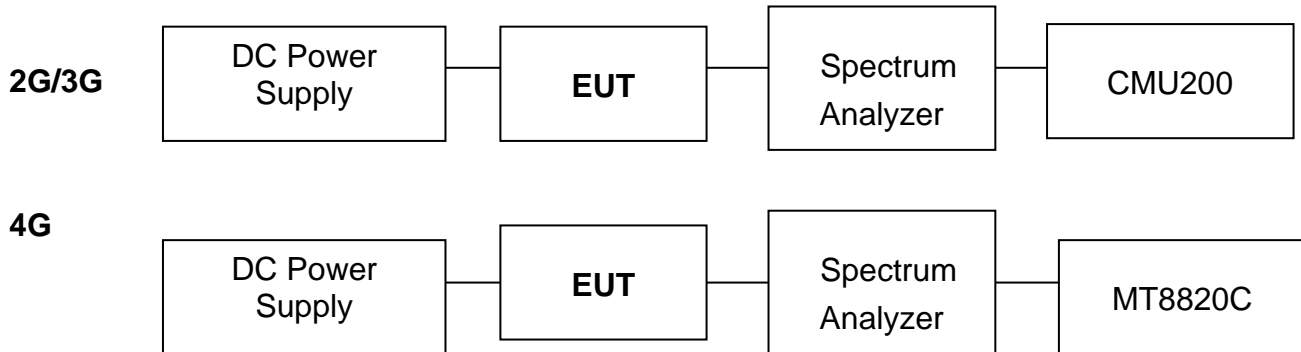 2G/3G
DC Power
Supply
EUT
Spectrum
Analyzer
CMU200
4G
DC Power
Supply
EUT
Spectrum
Analyzer
MT8820C